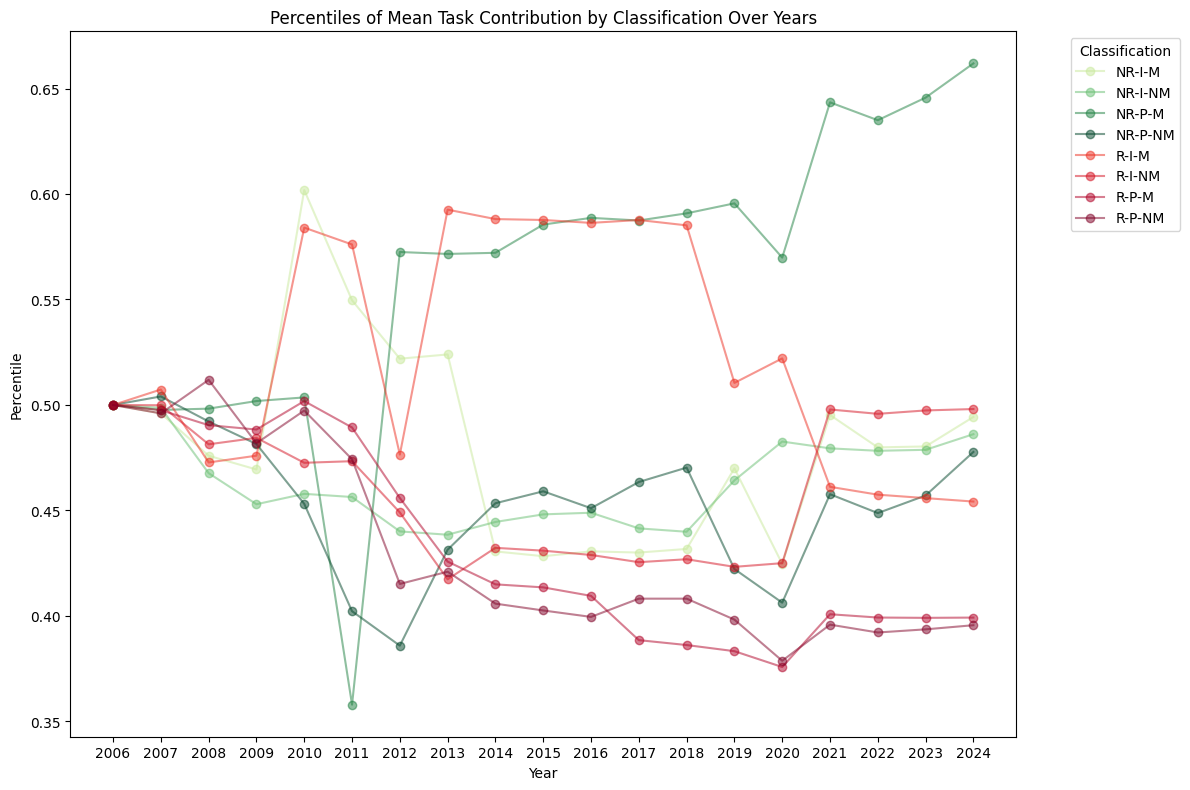 Percentiles of Mean Task Contribution by Classification Over Years
Classification
NR-I-M
NR-I-NM
NR-P-M
NR-P-NM
R-I-M
R-I-NM
R-P-M
R-P-NM
Percentile
0.65
0.60
0.55
0.50
0.45
0.40
0.35
2006 2007 2008 2009 2010 2011 2012 2013 2014 2015 2016 2017 2018 2019 2020 2021 2022 2023 2024
Year